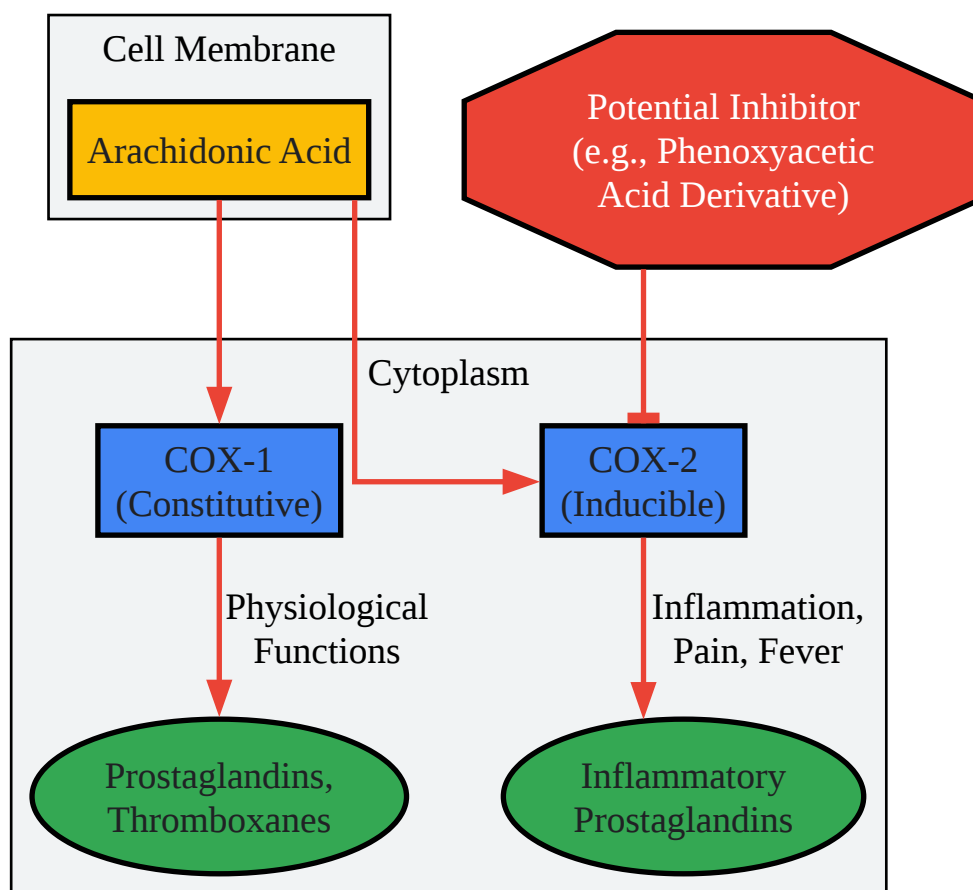 Cell Membrane
Arachidonic Acid
Potential Inhibitor
(e.g., Phenoxyacetic
Acid Derivative)
Cytoplasm
COX-1
(Constitutive)
COX-2
(Inducible)
Physiological
Functions
Inflammation,
Pain, Fever
Prostaglandins,
Thromboxanes
Inflammatory
Prostaglandins